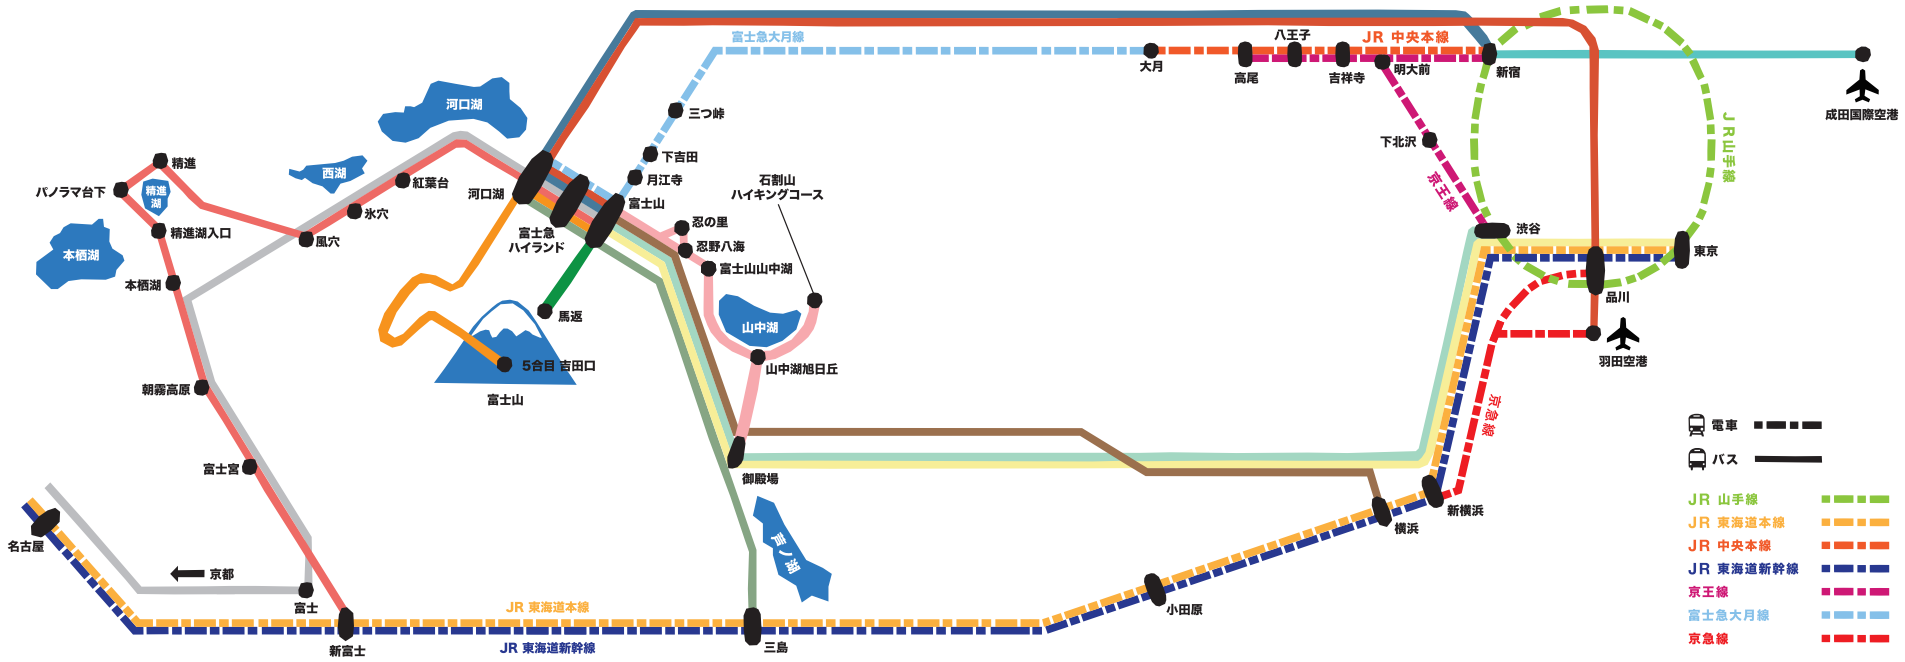 富士急大月線
大月
八王子
高尾
吉祥寺
JR 中央本線
明大前
新宿
成田国際空港
三つ峠
下吉田
月江寺
下北沢
京王線
JR山手線
河口湖
西湖
精進
パノラマ台下
精進
湖
精進湖入口
本栖湖
本栖湖
紅葉台
氷穴
風穴
河口湖
富士山
富士急
ハイランド
石割山
ハイキングコース
忍の里
忍野八海
富士山山中湖
山中湖
山中湖旭日丘
馬返
5合目 吉田口
富士山
渋谷
東京
品川
羽田空港
京急線
朝霧高原
富士宮
名古屋
京都
富士
新富士
JR 東海道本線
JR 東海道新幹線
三島
御殿場
芦ノ湖
小田原
横浜
新横浜
電車
バス
JR 山手線
JR 東海道本線
JR 中央本線
JR 東海道新幹線
京王線
富士急大月線
京急線